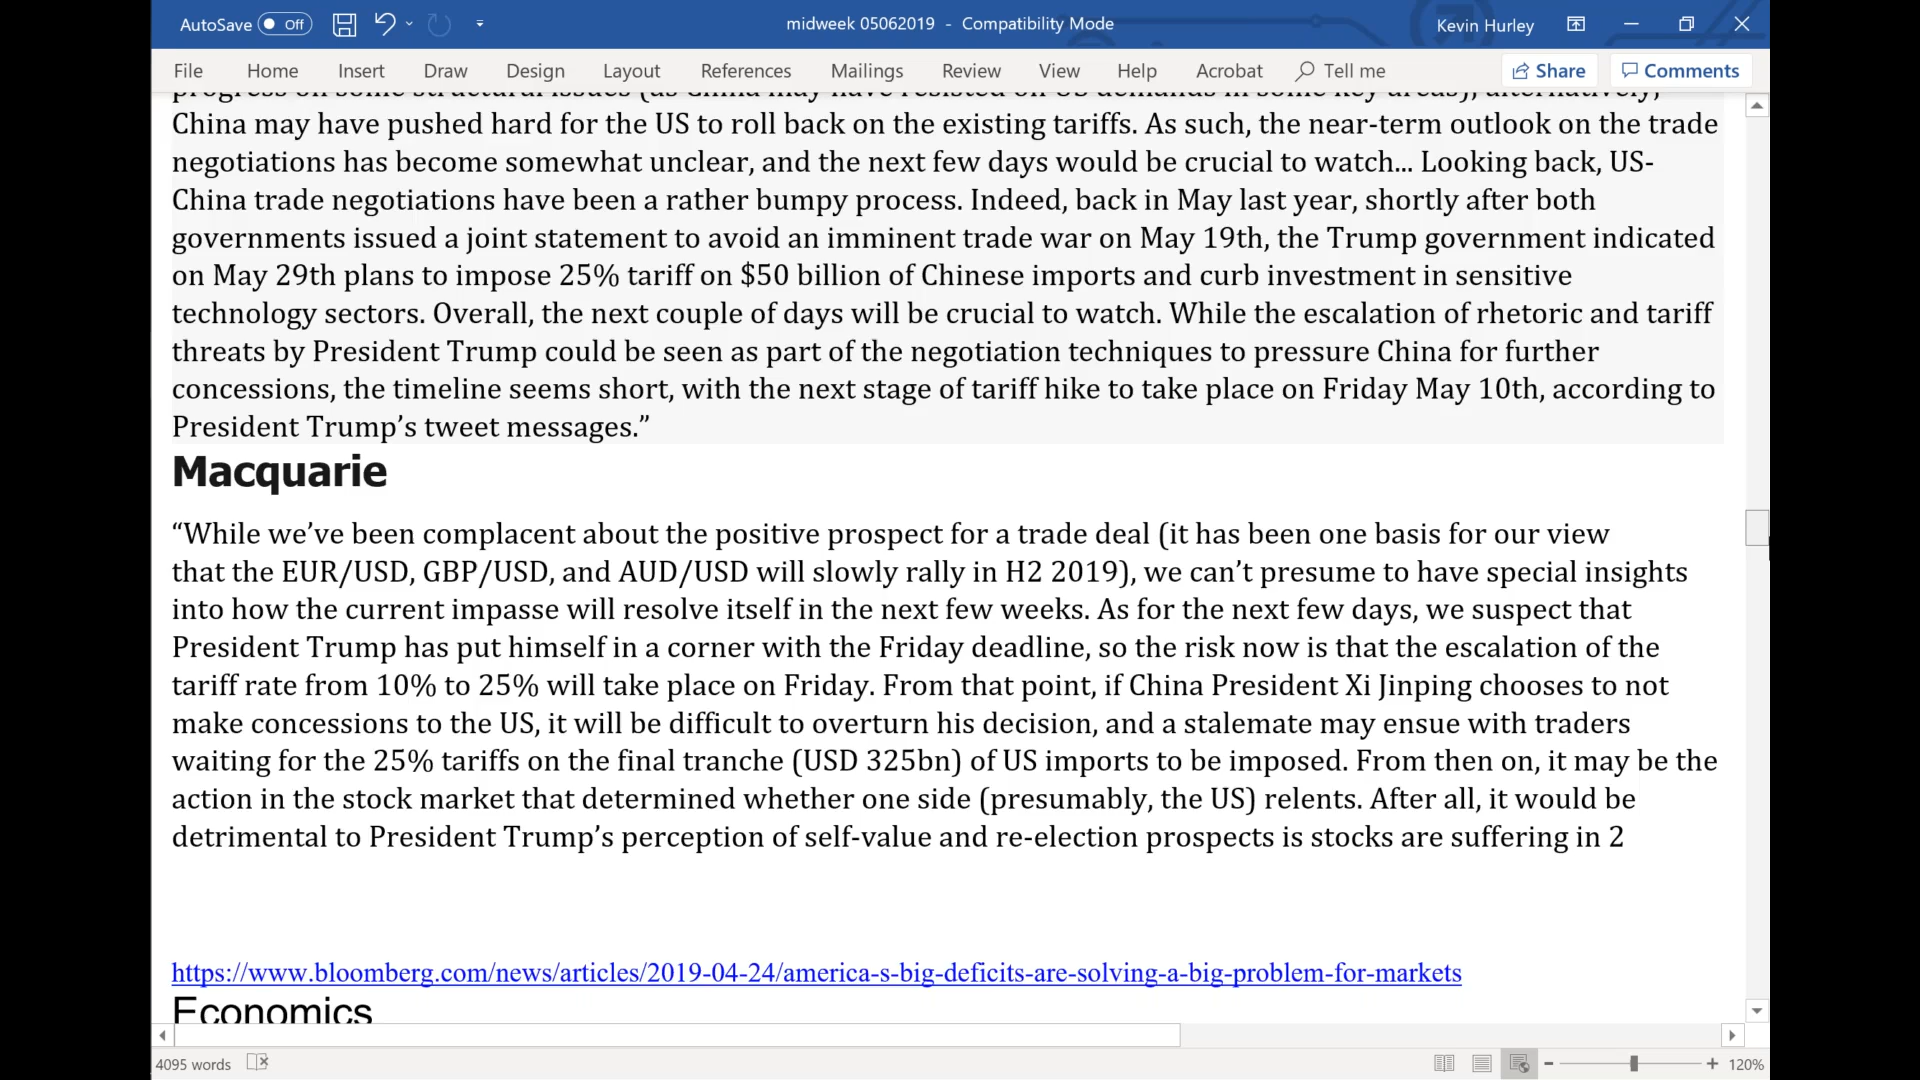 AutoSave Off midweek 05062019 - Compatibility Mode Kevin Hurley
File Home Insert Draw Design Layout References Mailings Review View Help Acrobat Tell me Share Comments
progress on some structural issues (as China may have resisted on US demands in some key areas); alternatively,
China may have pushed hard for the US to roll back on the existing tariffs. As such, the near-term outlook on the trade
negotiations has become somewhat unclear, and the next few days would be crucial to watch... Looking back, US-
China trade negotiations have been a rather bumpy process. Indeed, back in May last year, shortly after both
governments issued a joint statement to avoid an imminent trade war on May 19th, the Trump government indicated
on May 29th plans to impose 25% tariff on $50 billion of Chinese imports and curb investment in sensitive
technology sectors. Overall, the next couple of days will be crucial to watch. While the escalation of rhetoric and tariff
threats by President Trump could be seen as part of the negotiation techniques to pressure China for further
concessions, the timeline seems short, with the next stage of tariff hike to take place on Friday May 10th, according to
President Trump’s tweet messages.”
Macquarie
“While we’ve been complacent about the positive prospect for a trade deal (it has been one basis for our view
that the EUR/USD, GBP/USD, and AUD/USD will slowly rally in H2 2019), we can’t presume to have special insights
into how the current impasse will resolve itself in the next few weeks. As for the next few days, we suspect that
President Trump has put himself in a corner with the Friday deadline, so the risk now is that the escalation of the
tariff rate from 10% to 25% will take place on Friday. From that point, if China President Xi Jinping chooses to not
make concessions to the US, it will be difficult to overturn his decision, and a stalemate may ensue with traders
waiting for the 25% tariffs on the final tranche (USD 325bn) of US imports to be imposed. From then on, it may be the
action in the stock market that determined whether one side (presumably, the US) relents. After all, it would be
detrimental to President Trump’s perception of self-value and re-election prospects is stocks are suffering in 2
https://www.bloomberg.com/news/articles/2019-04-24/america-s-big-deficits-are-solving-a-big-problem-for-markets
Economics
4095 words 120%